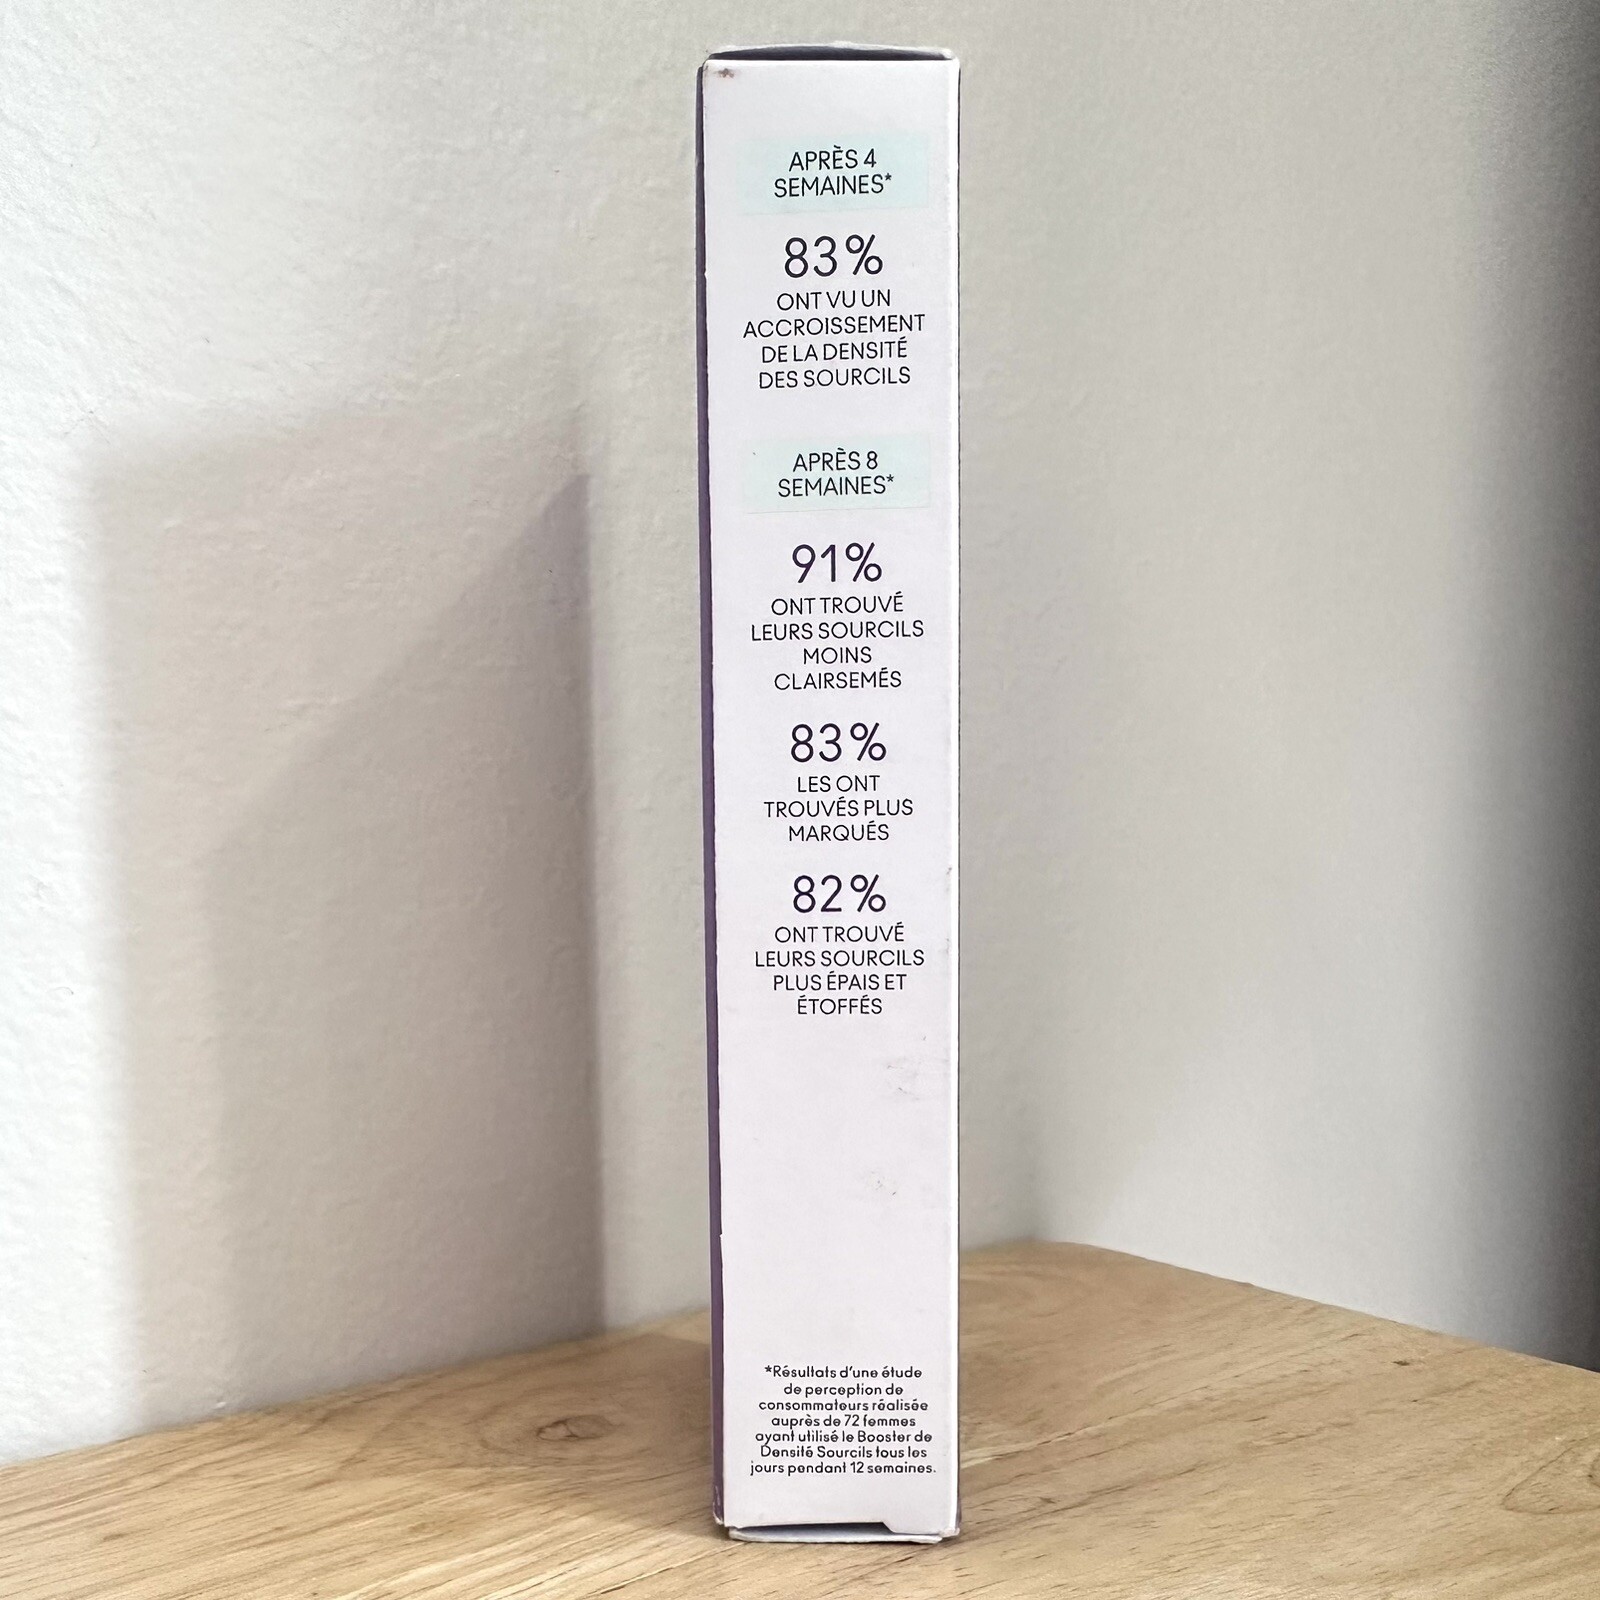 APRÈS 4
SEMAINES*
83%
ONT VU UN
ACCROISSEMENT
DE LA DENSITÉ
DES SOURCILS
APRÈS 8
SEMAINES*
91%
ONT TROUVÉ
LEURS SOURCILS
MOINS
CLAIRSEMÉS
83%
LES ONT
TROUVÉS PLUS
MARQUÉS
82%
ONT TROUVÉ
LEURS SOURCILS
PLUS ÉPAIS ET
ÉTOFFÉS
*Résultats d'une étude
de perception de
consommateurs réalisée
auprès de 72 femmes
ayant utilisé le Booster de
Densité Sourcils tous les
jours pendant 12 semaines.